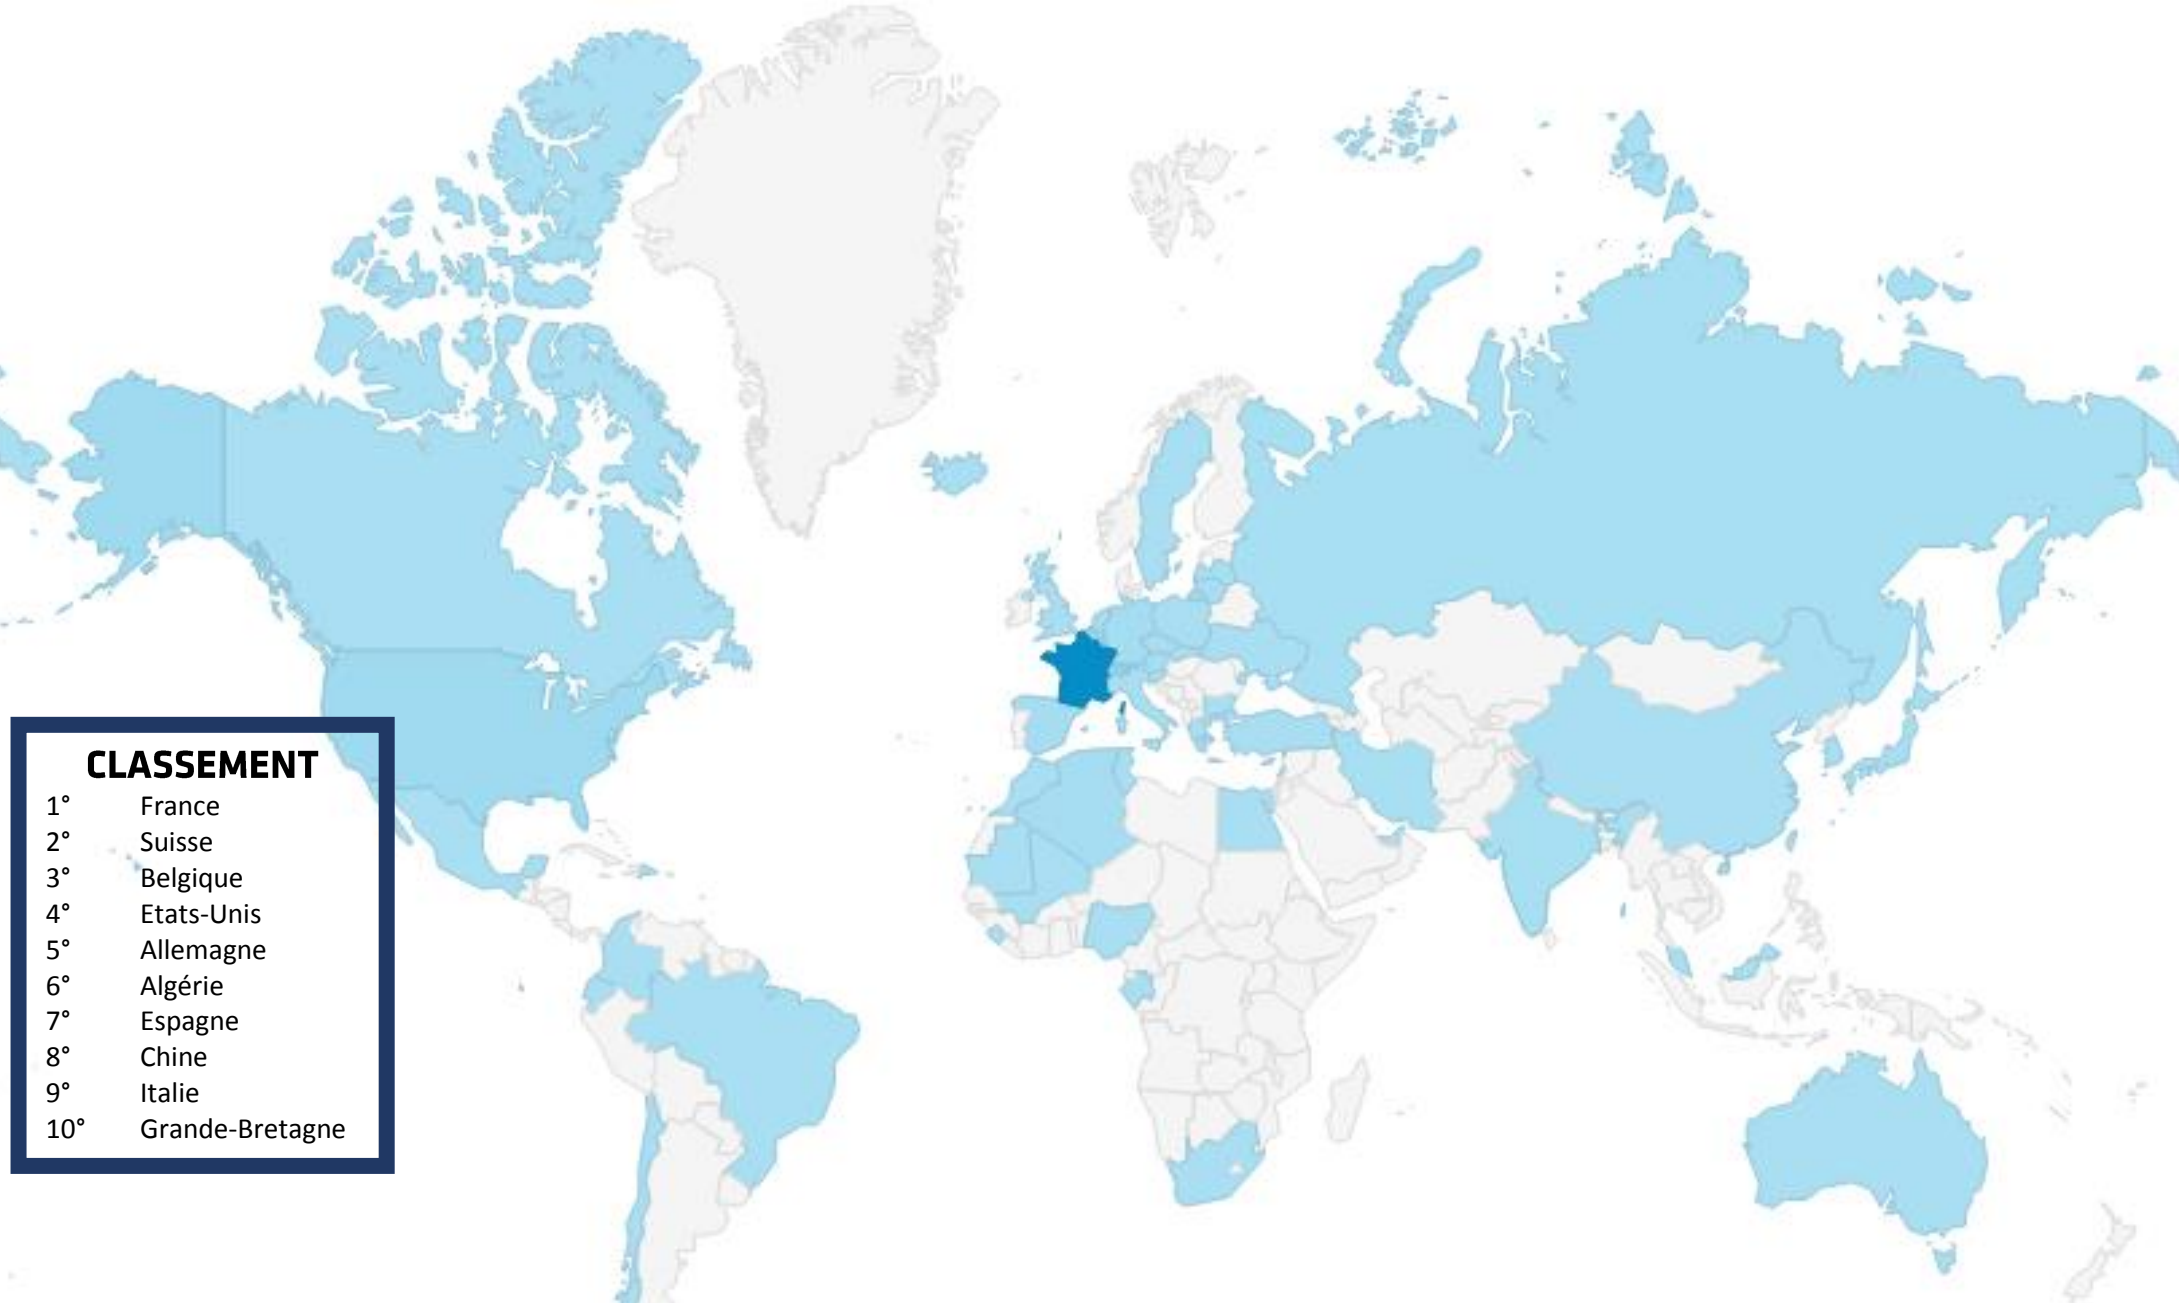 CLASSEMENT
1° France
2° Suisse
3° Belgique
4° Etats-Unis
5° Allemagne
6° Algérie
7° Espagne
8° Chine
9° Italie
10° Grande-Bretagne